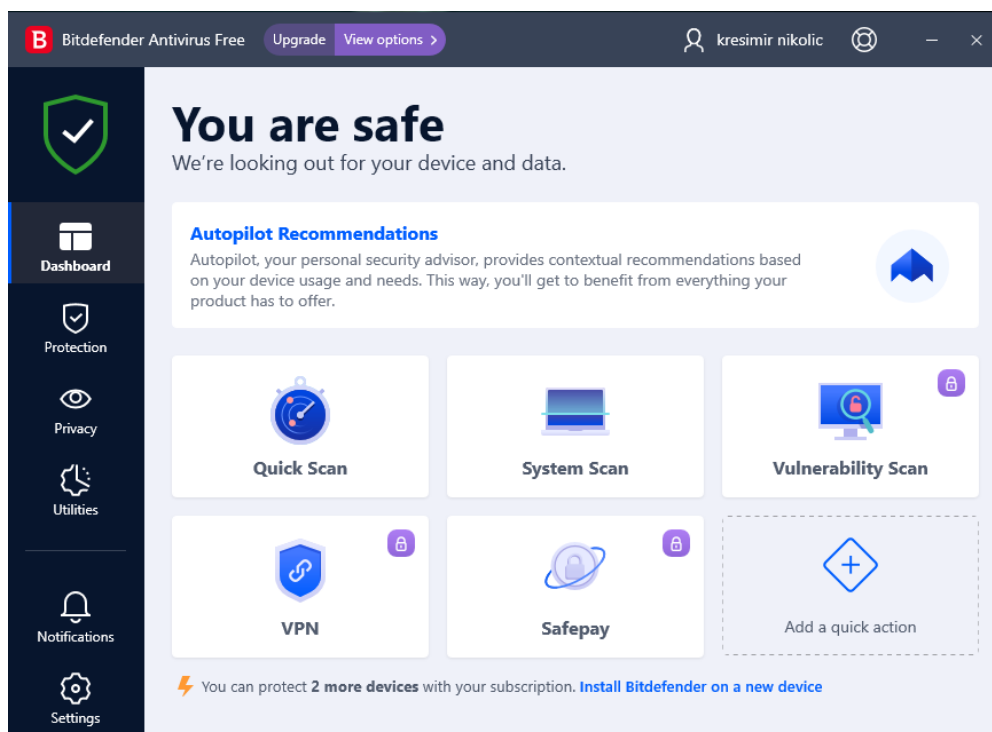 B Bitdefender Antivirus Free Upgrade View options > kresimir nikolic
You are safe
We're looking out for your device and data.
Autopilot Recommendations
Autopilot, your personal security advisor, provides contextual recommendations based
on your device usage and needs. This way, you'll get to benefit from everything your
product has to offer.
Dashboard
Protection
Privacy
Utilities
Notifications
Settings
Quick Scan
System Scan
Vulnerability Scan
VPN
Safepay
Add a quick action
You can protect 2 more devices with your subscription. Install Bitdefender on a new device